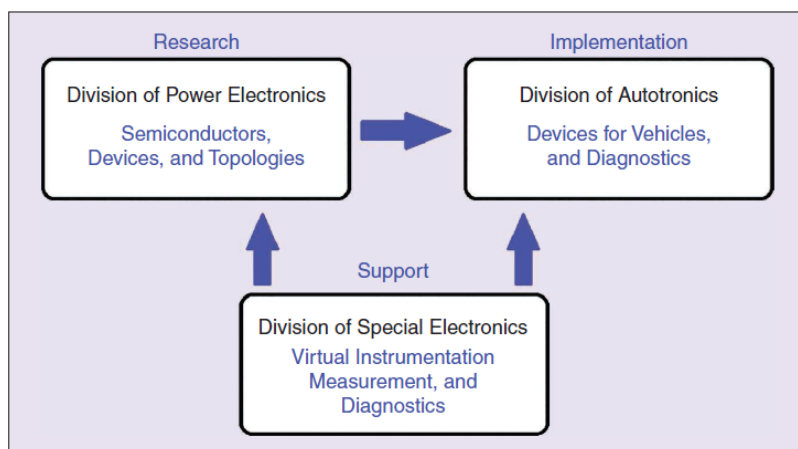 Research
Division of Power Electronics
Semiconductors,
Devices, and Topologies
Implementation
Division of Autotronics
Devices for Vehicles,
and Diagnostics
Support
Division of Special Electronics
Virtual Instrumentation
Measurement, and
Diagnostics